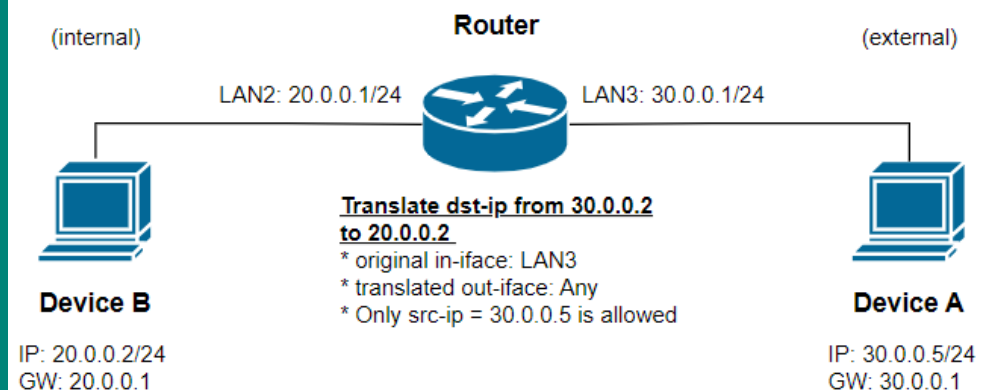 Router
(internal)
(external)
LAN2: 20.0.0.1/24
LAN3: 30.0.0.1/24
Translate dst-ip from 30.0.0.2
to 20.0.0.2
* original in-iface: LAN3
* translated out-iface: Any
* Only src-ip = 30.0.0.5 is allowed
Device B
IP: 20.0.0.2/24
GW: 20.0.0.1
Device A
IP: 30.0.0.5/24
GW: 30.0.0.1